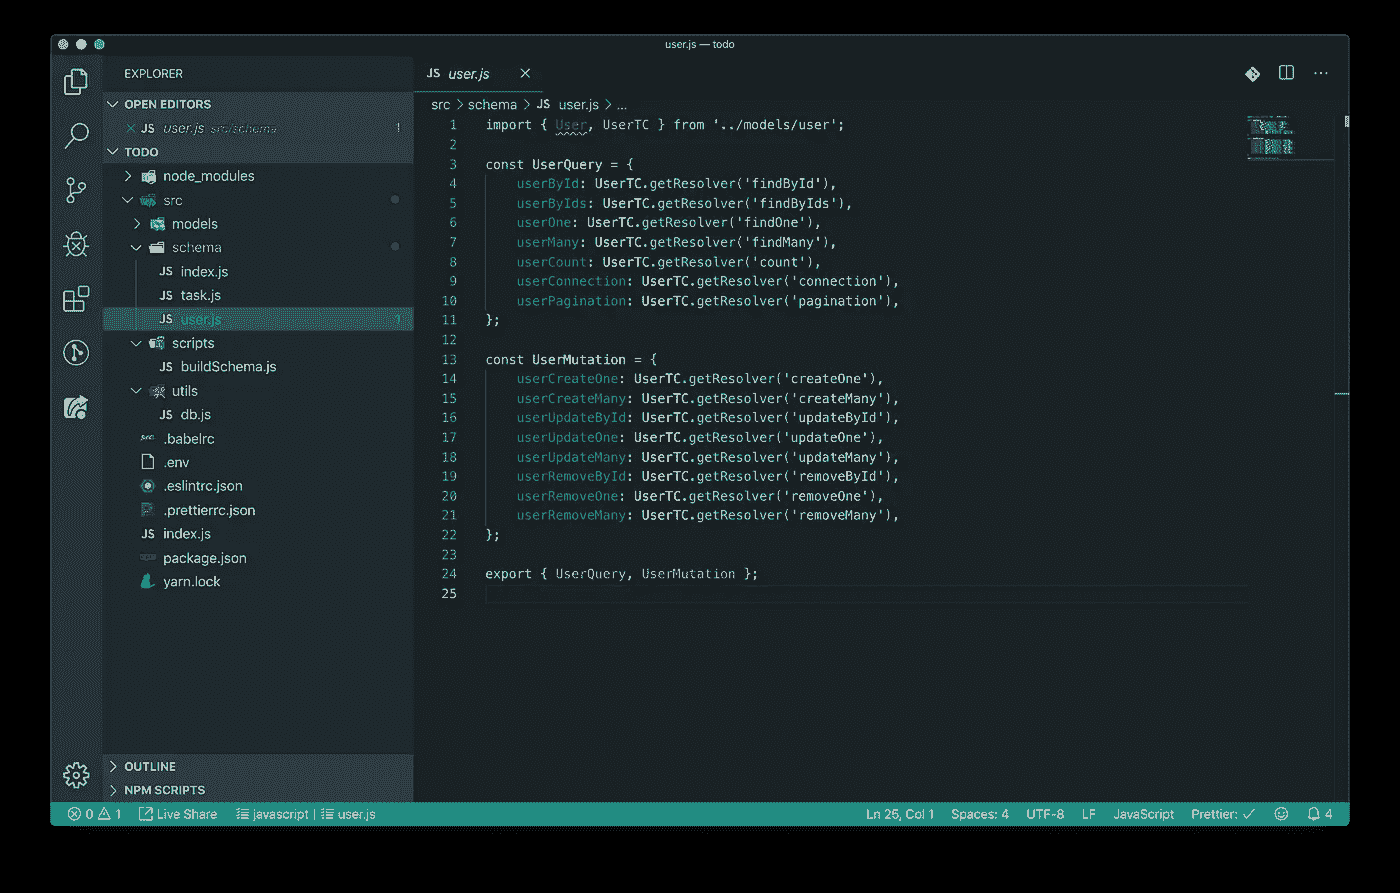 user.js — todo
EXPLORER
OPEN EDITORS
JS user.js src/schema 1
TODO
node_modules
src
models
schema
JS index.js
JS task.js
JS user.js 1
scripts
JS buildSchema.js
utils
JS db.js
.babelrc
.env
.eslintrc.json
.prettierrc.json
JS index.js
package.json
yarn.lock
OUTLINE
NPM SCRIPTS
JS user.js
src > schema > JS user.js > ...
1 import { User, UserTC } from '../models/user';
2
3 const UserQuery = {
4 userById: UserTC.getResolver('findById'),
5 userByIds: UserTC.getResolver('findByIds'),
6 userOne: UserTC.getResolver('findOne'),
7 userMany: UserTC.getResolver('findMany'),
8 userCount: UserTC.getResolver('count'),
9 userConnection: UserTC.getResolver('connection'),
10 userPagination: UserTC.getResolver('pagination'),
11 };
12
13 const UserMutation = {
14 userCreateOne: UserTC.getResolver('createOne'),
15 userCreateMany: UserTC.getResolver('createMany'),
16 userUpdateById: UserTC.getResolver('updateById'),
17 userUpdateOne: UserTC.getResolver('updateOne'),
18 userUpdateMany: UserTC.getResolver('updateMany'),
19 userRemoveById: UserTC.getResolver('removeById'),
20 userRemoveOne: UserTC.getResolver('removeOne'),
21 userRemoveMany: UserTC.getResolver('removeMany'),
22 };
23
24 export { UserQuery, UserMutation };
25
0 1 Live Share javascript | user.js Ln 25, Col 1 Spaces: 4 UTF-8 LF JavaScript Prettier: ✓ 4